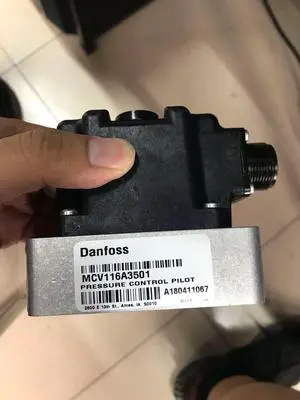 Danfoss
MCV116A3501
PRESSURE CONTROL PILOT
A180411067
2800 E 13th St., Ames, IA 50010